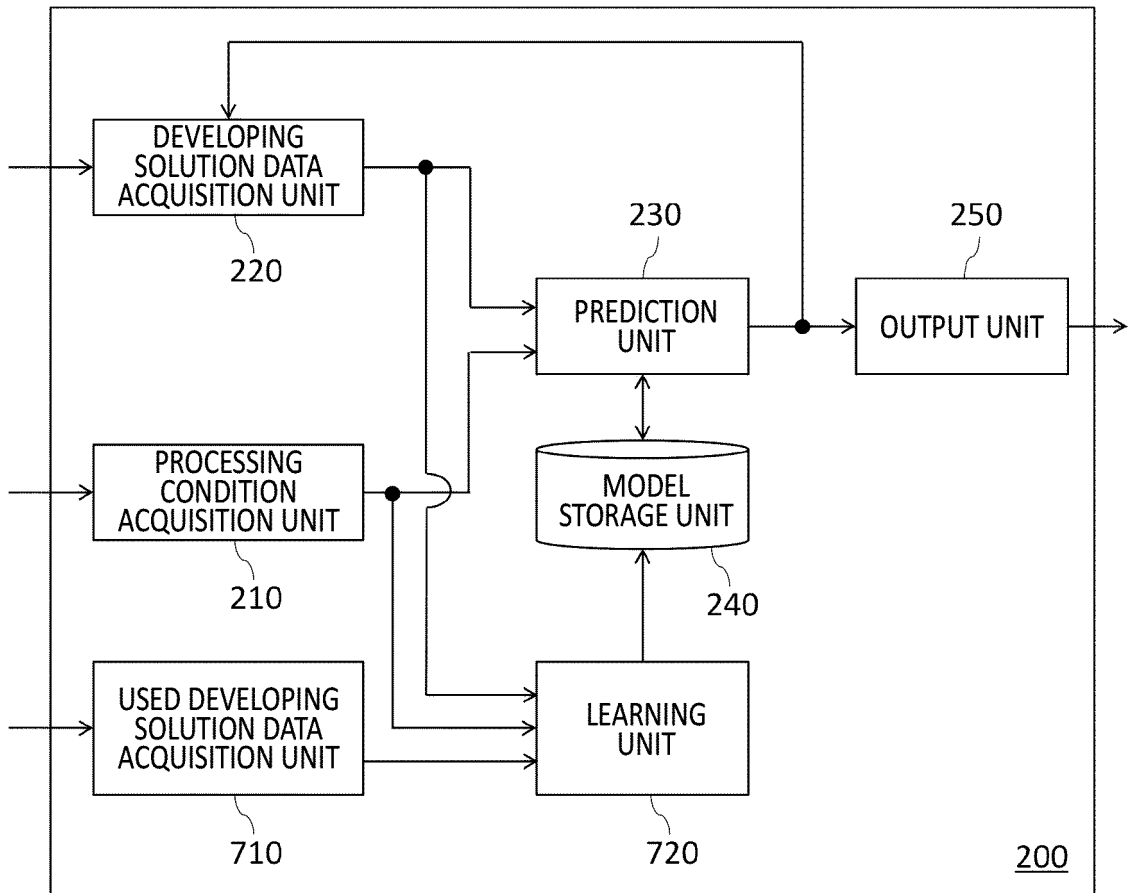 DEVELOPING
SOLUTION DATA
ACQUISITION UNIT
220
230
PREDICTION
UNIT
250
OUTPUT UNIT
PROCESSING
CONDITION
ACQUISITION UNIT
210
MODEL
STORAGE UNIT
240
USED DEVELOPING
SOLUTION DATA
ACQUISITION UNIT
710
LEARNING
UNIT
720
200